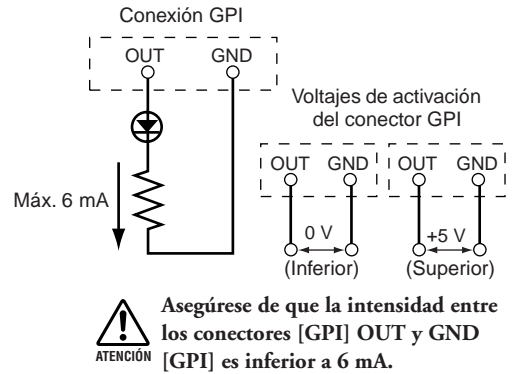 Conexión GPI
OUT GND
Máx. 6 mA
Voltajes de activación
del conector GPI
OUT GND OUT GND
0 V +5 V
(Inferior) (Superior)
ATENCIÓN
Asegúrese de que la intensidad entre
los conectores [GPI] OUT y GND
[GPI] es inferior a 6 mA.